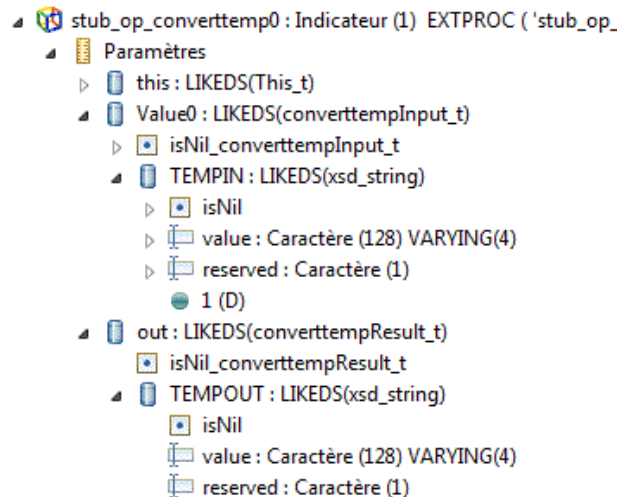 stub_op_converttemp0 : Indicateur (1) EXTPROC ( 'stub_op_
Paramètres
this : LIKEDS(This_t)
Value0 : LIKEDS(converttempInput_t)
isNil_converttempInput_t
TEMPIN : LIKEDS(xsd_string)
isNil
value : Caractère (128) VARYING(4)
reserved : Caractère (1)
1 (D)
out : LIKEDS(converttempResult_t)
isNil_converttempResult_t
TEMPOUT : LIKEDS(xsd_string)
isNil
value : Caractère (128) VARYING(4)
reserved : Caractère (1)